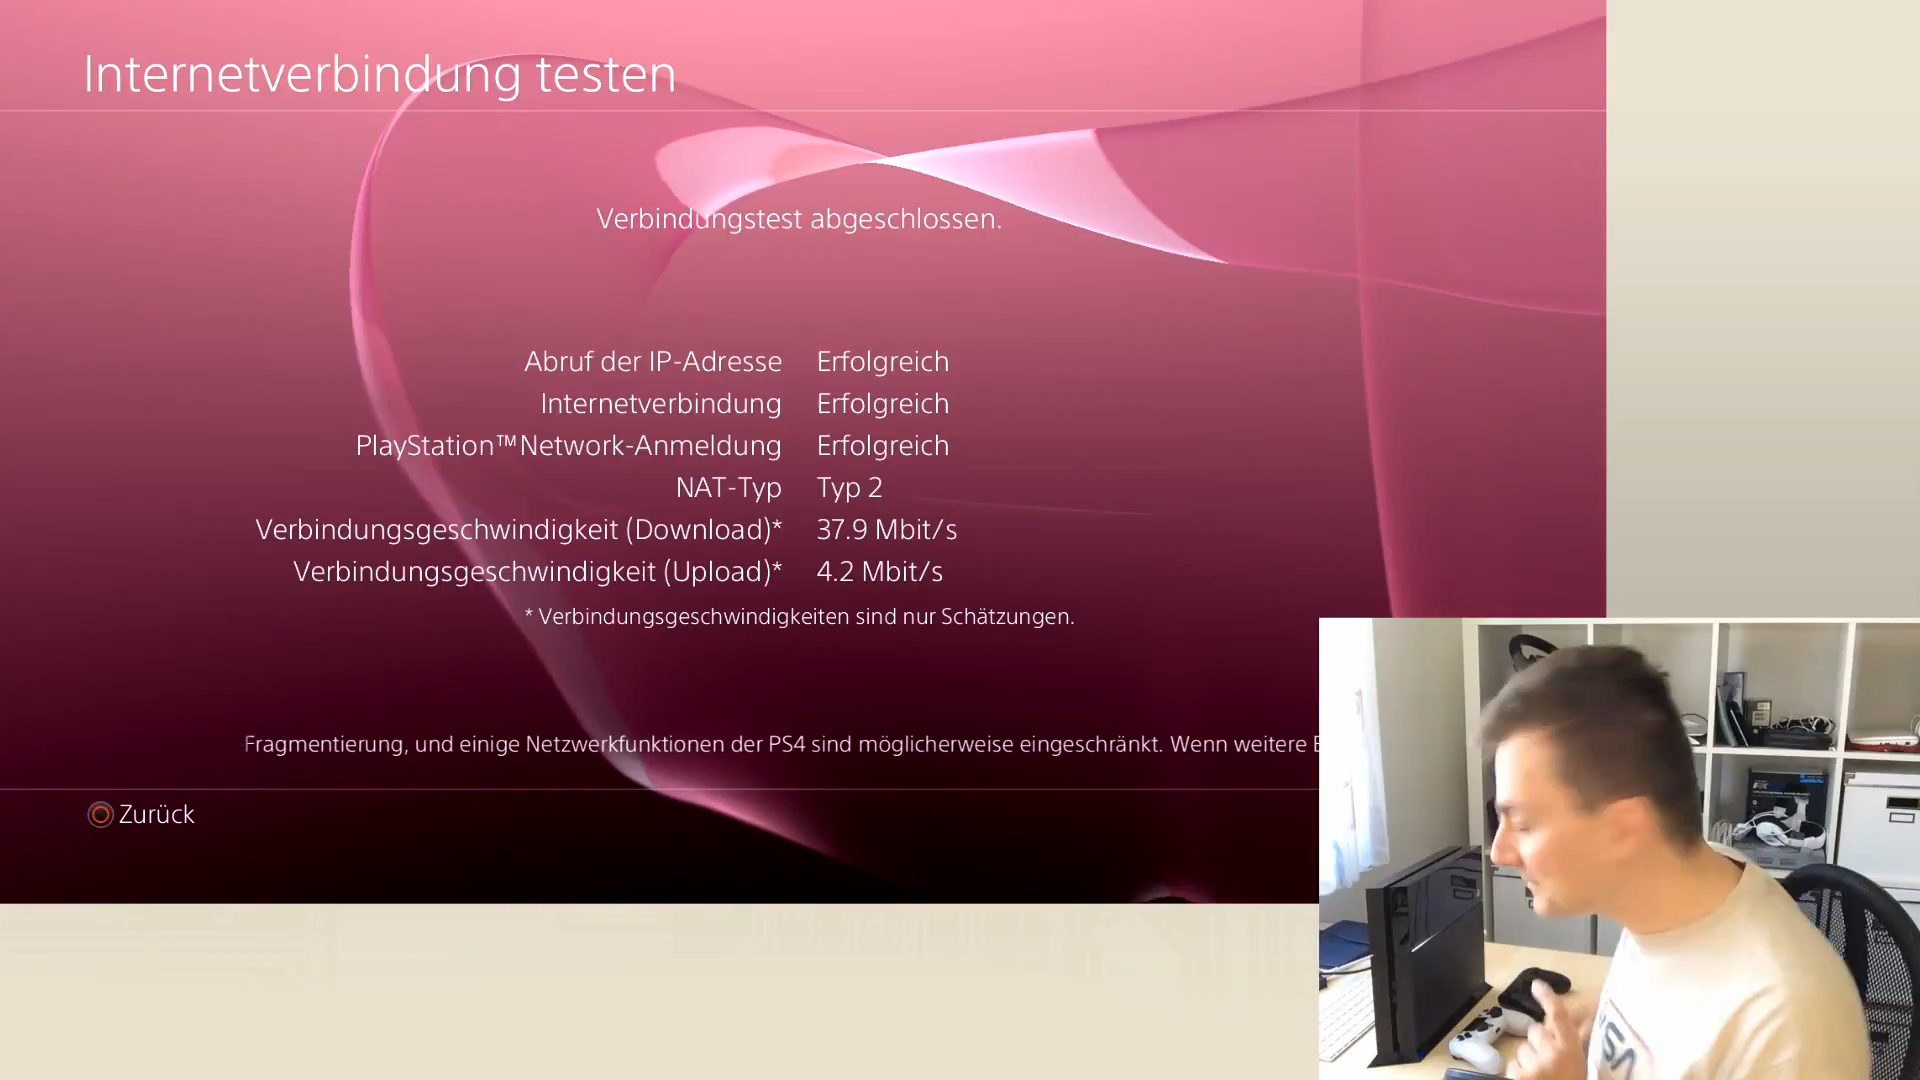 Internetverbindung testen
Verbindungstest abgeschlossen.
Abruf der IP-Adresse Erfolgreich
Internetverbindung Erfolgreich
PlayStation™Network-Anmeldung Erfolgreich
NAT-Typ Typ 2
Verbindungsgeschwindigkeit (Download)* 37.9 Mbit/s
Verbindungsgeschwindigkeit (Upload)* 4.2 Mbit/s
* Verbindungsgeschwindigkeiten sind nur Schätzungen.
Fragmentierung, und einige Netzwerkfunktionen der PS4 sind möglicherweise eingeschränkt. Wenn weitere
Zurück